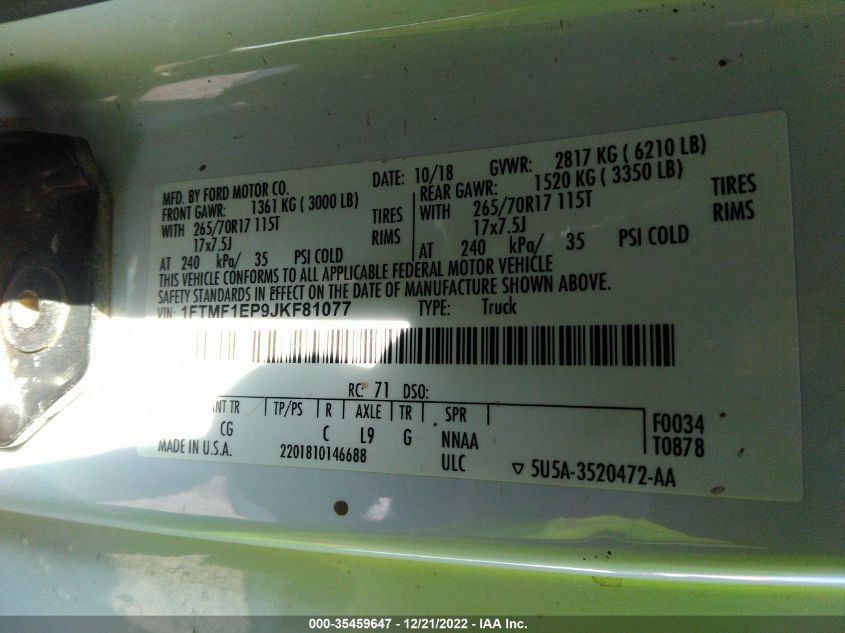 MFD. BY FORD MOTOR CO.
DATE: 10/18 GVWR: 2817 KG ( 6210 LB)
FRONT GAWR: 1361 KG ( 3000 LB)
REAR GAWR: 1520 KG ( 3350 LB)
WITH 265/70R17 115T TIRES
WITH 265/70R17 115T TIRES
17x7.5J RIMS
17x7.5J RIMS
AT 240 kPa/ 35 PSI COLD
AT 240 kPa/ 35 PSI COLD
THIS VEHICLE CONFORMS TO ALL APPLICABLE FEDERAL MOTOR VEHICLE
SAFETY STANDARDS IN EFFECT ON THE DATE OF MANUFACTURE SHOWN ABOVE.
VIN: 1FTMF1EP9JKF81077 TYPE: Truck
RC: 71 DSO:
INT TR TP/PS R AXLE TR SPR
CG C L9 G NNAA F0034
MADE IN U.S.A. 2201810146688 ULC T0878
▽ 5U5A-3520472-AA
000-35459647 - 12/21/2022 - IAA Inc.